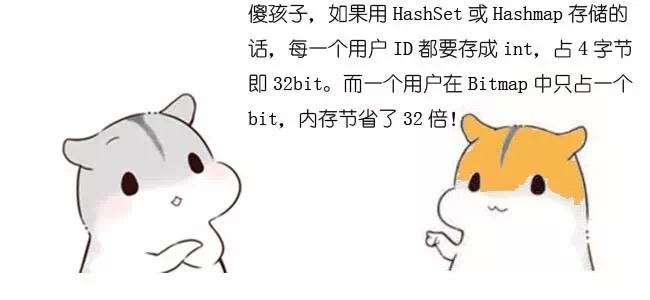 傻孩子，如果用 HashSet 或 Hashmap 存储的
话，每一个用户 ID 都要存成 int，占 4 字节
即 32bit。而一个用户在 Bitmap 中只占一个
bit，内存节省了 32 倍！